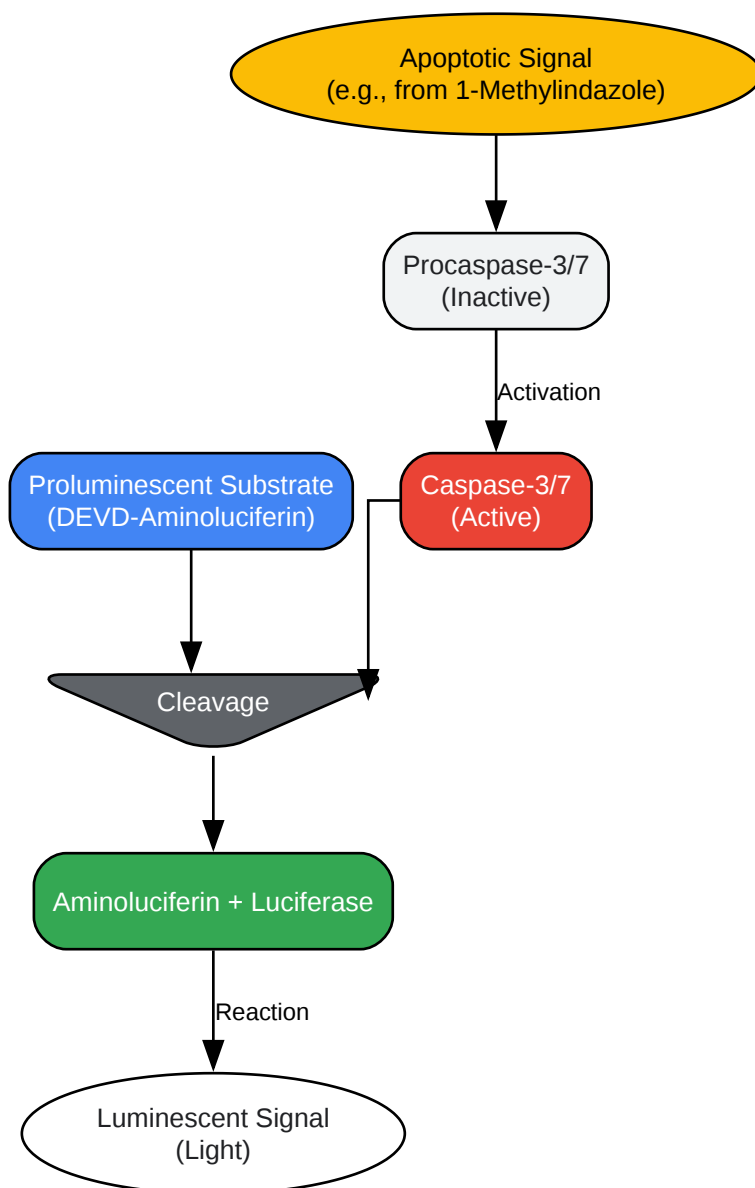 Apoptotic Signal
(e.g., from 1-Methylindazole)
Procaspase-3/7
(Inactive)
Activation
Proluminescent Substrate
(DEVD-Aminoluciferin)
Caspase-3/7
(Active)
Cleavage
Aminoluciferin + Luciferase
Reaction
Luminescent Signal
(Light)